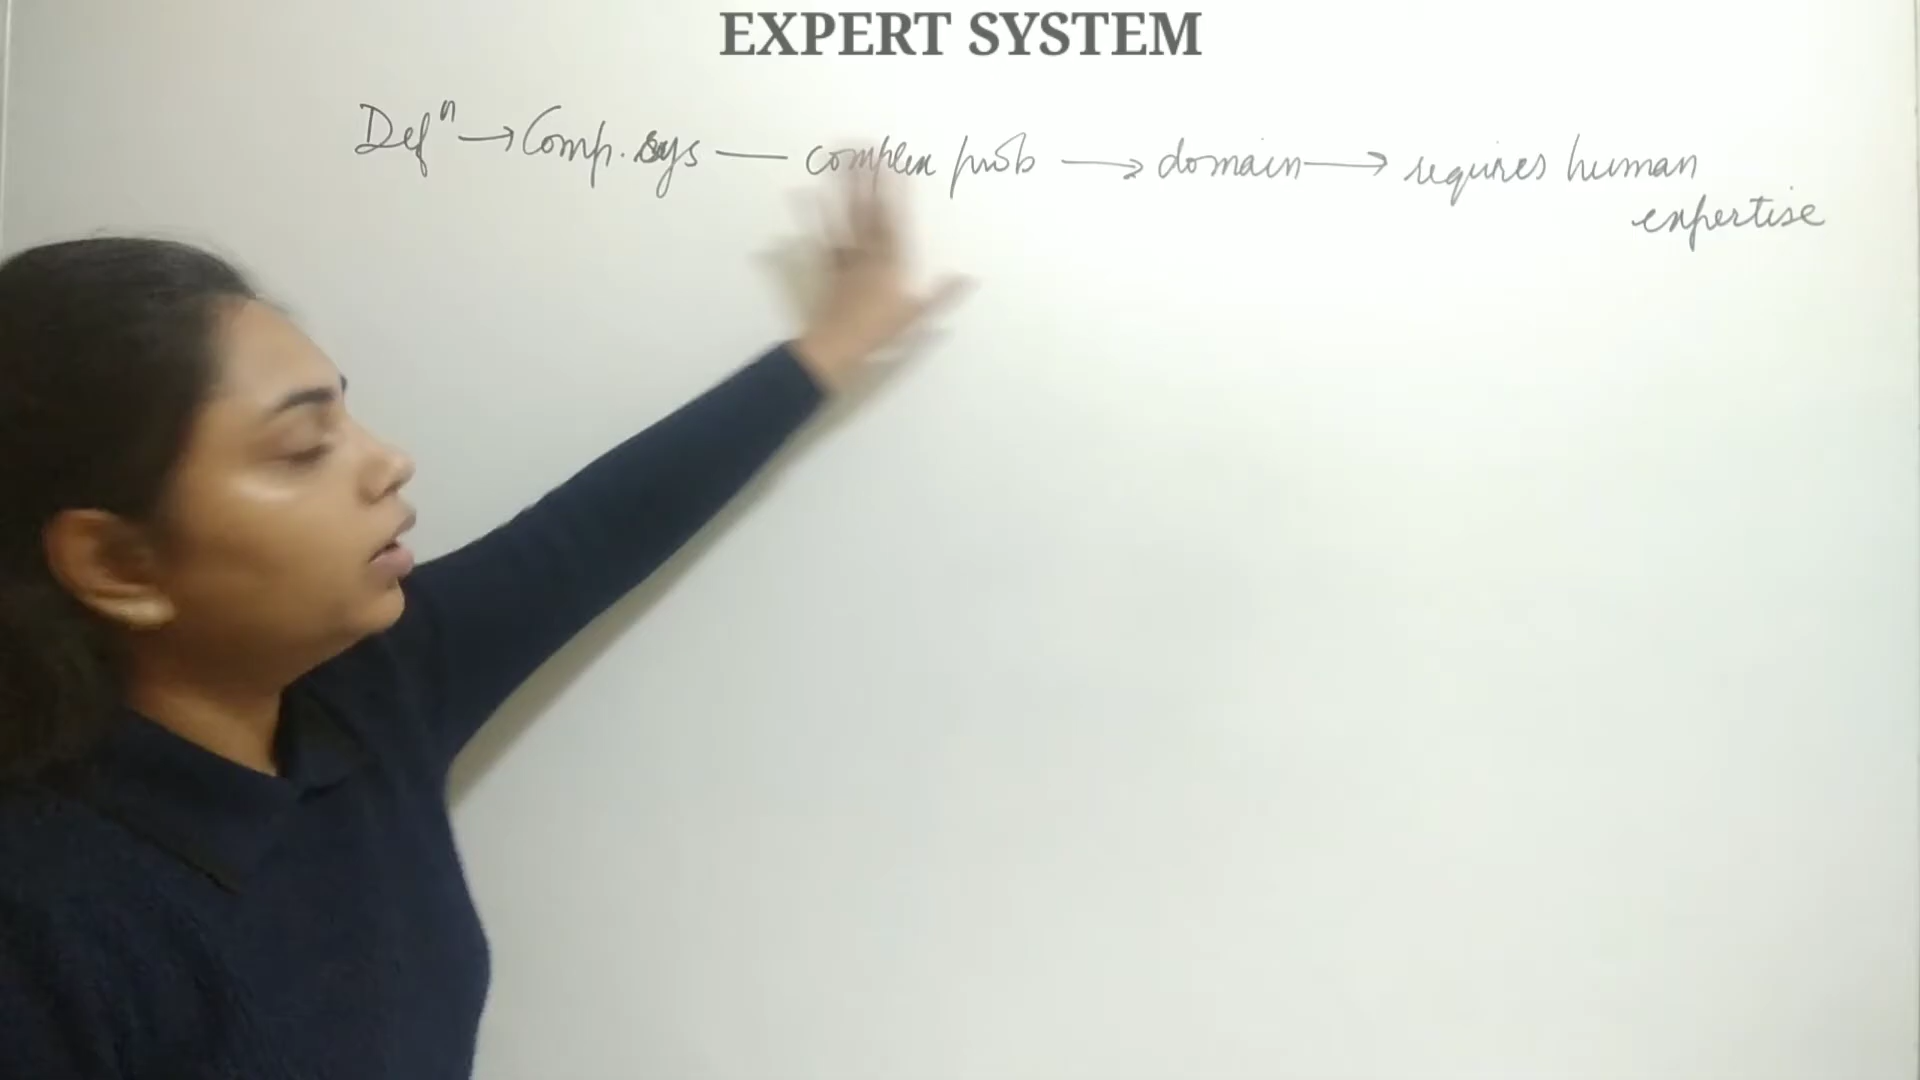 EXPERT SYSTEM
Defⁿ → Comp. sys — complex prob → domain → requires human
expertise